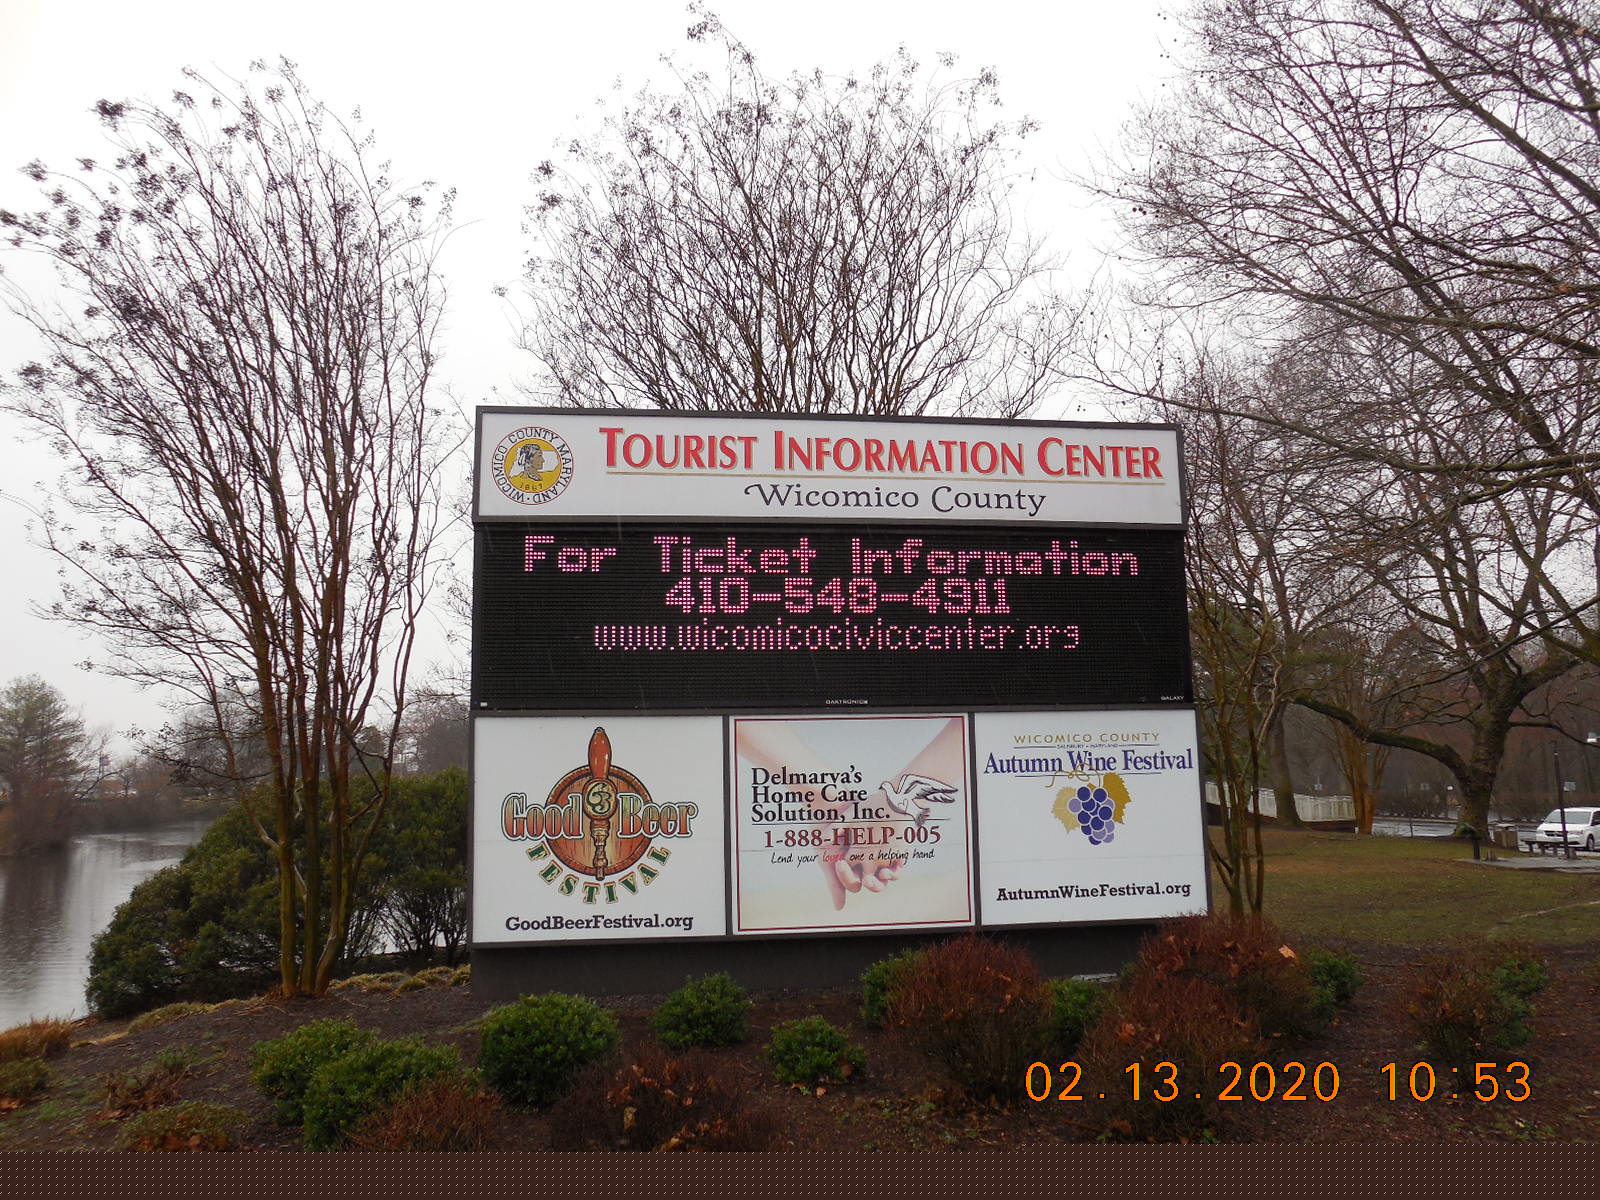 WICOMICO COUNTY MARYLAND
1867
TOURIST INFORMATION CENTER
Wicomico County
For Ticket Information
410-548-4911
www.wicomicociviccenter.org
DAKTRONICS
GALAXY
Good Beer
FESTIVAL
GoodBeerFestival.org
Delmarva's
Home Care
Solution, Inc.
1-888-HELP-005
Lend your loved one a helping hand
WICOMICO COUNTY
SALISBURY • MARYLAND
Autumn Wine Festival
AutumnWineFestival.org
02.13.2020 10:53